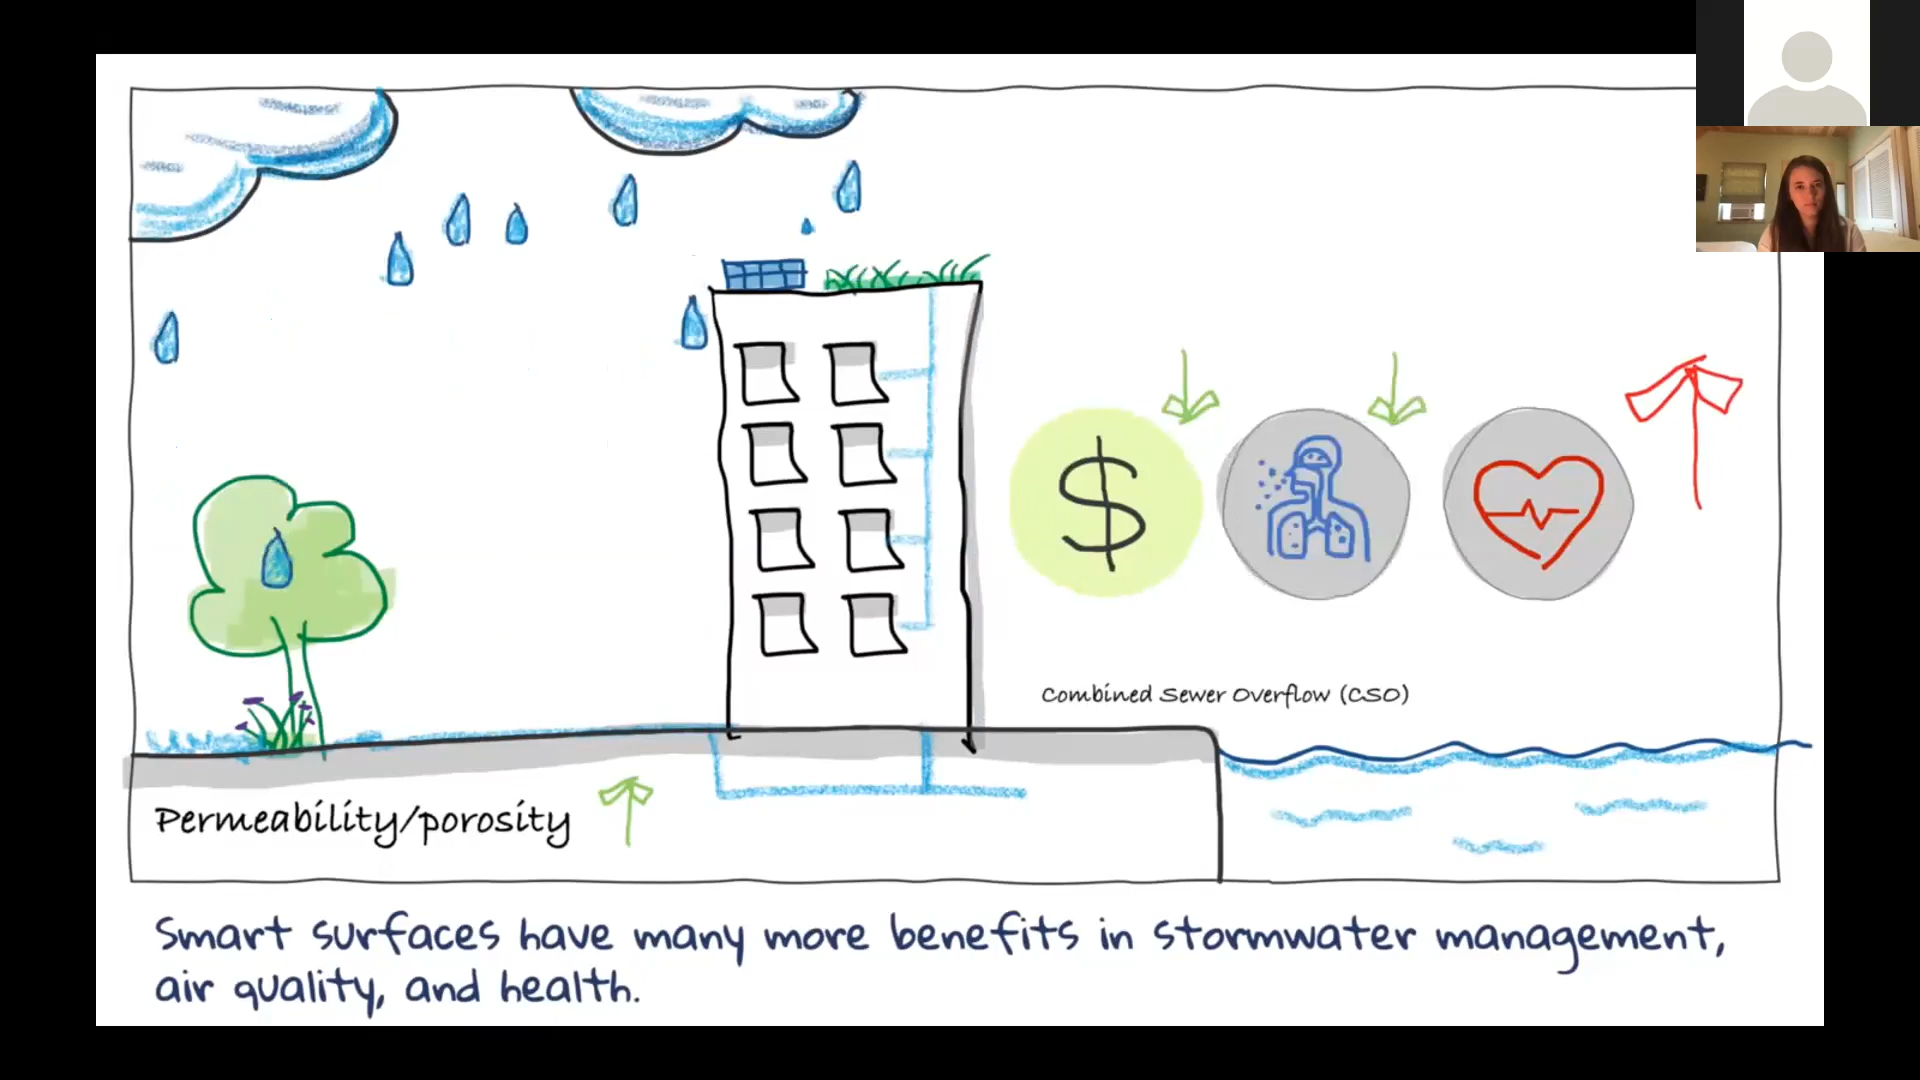 $
Combined Sewer Overflow (CSO)
Permeability/porosity
Smart surfaces have many more benefits in stormwater management,
air quality, and health.